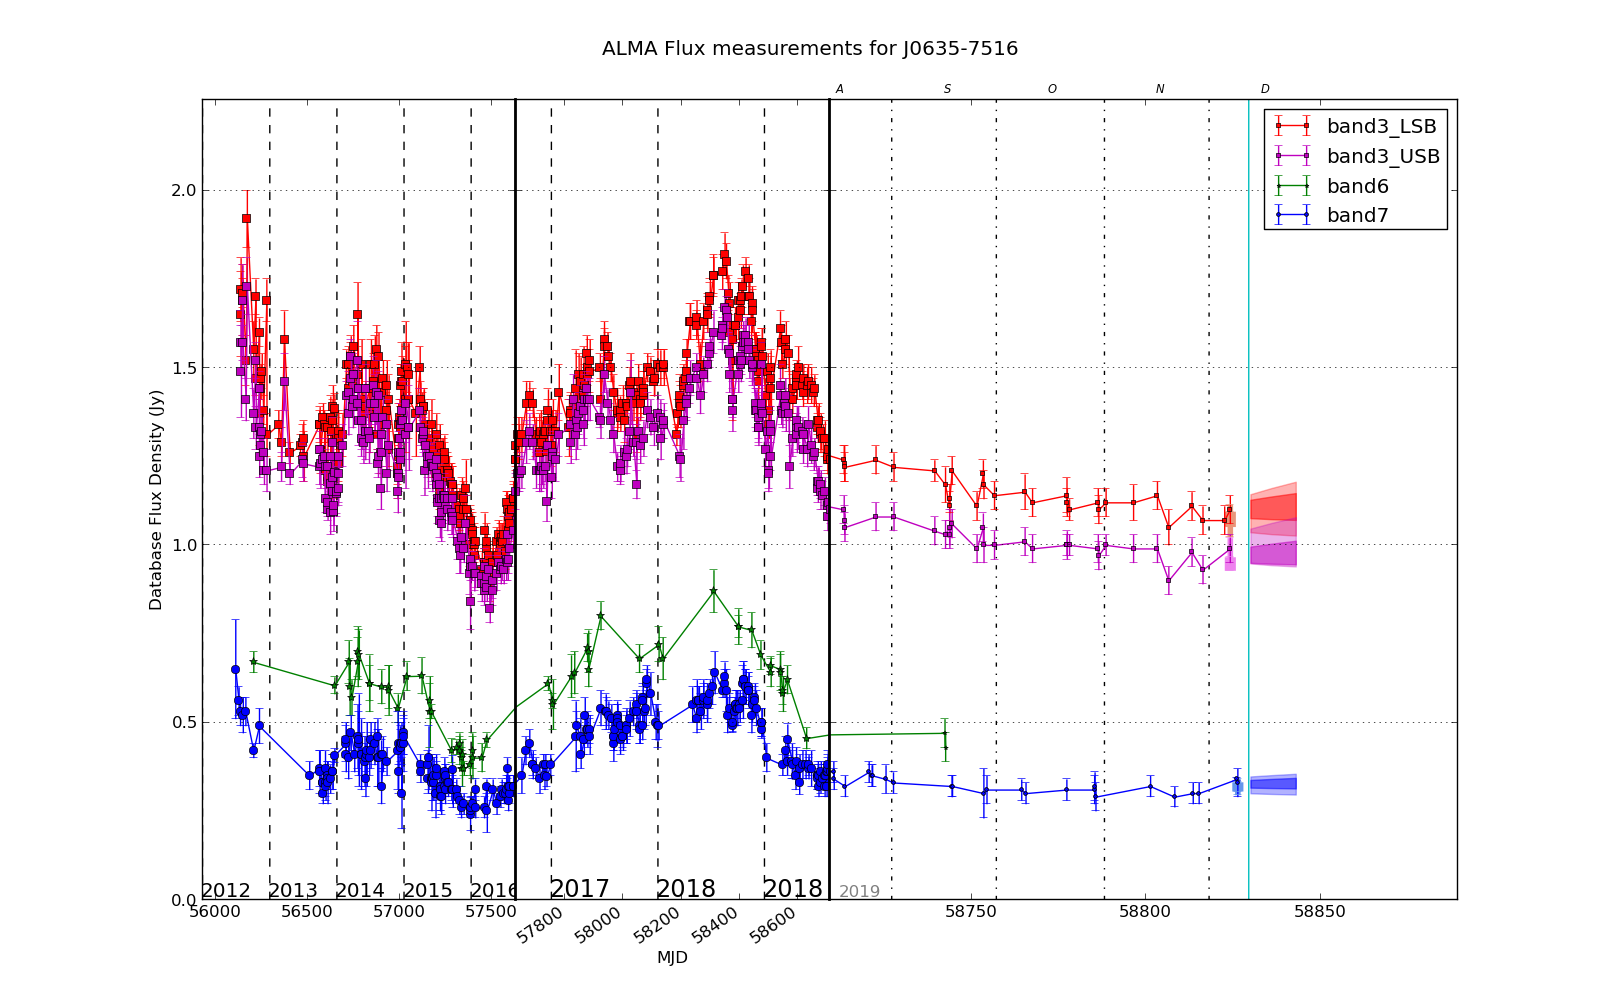 ALMA Flux measurements for J0635-7516
A S O N D
band3_LSB
band3_USB
band6
band7
2.0
1.5
1.0
0.5
0.0
Database Flux Density (Jy)
2012 2013 2014 2015 2016 2017 2018 2018 2019
56000 56500 57000 57500 57800 58000 58200 58400 58600 58750 58800 58850
MJD